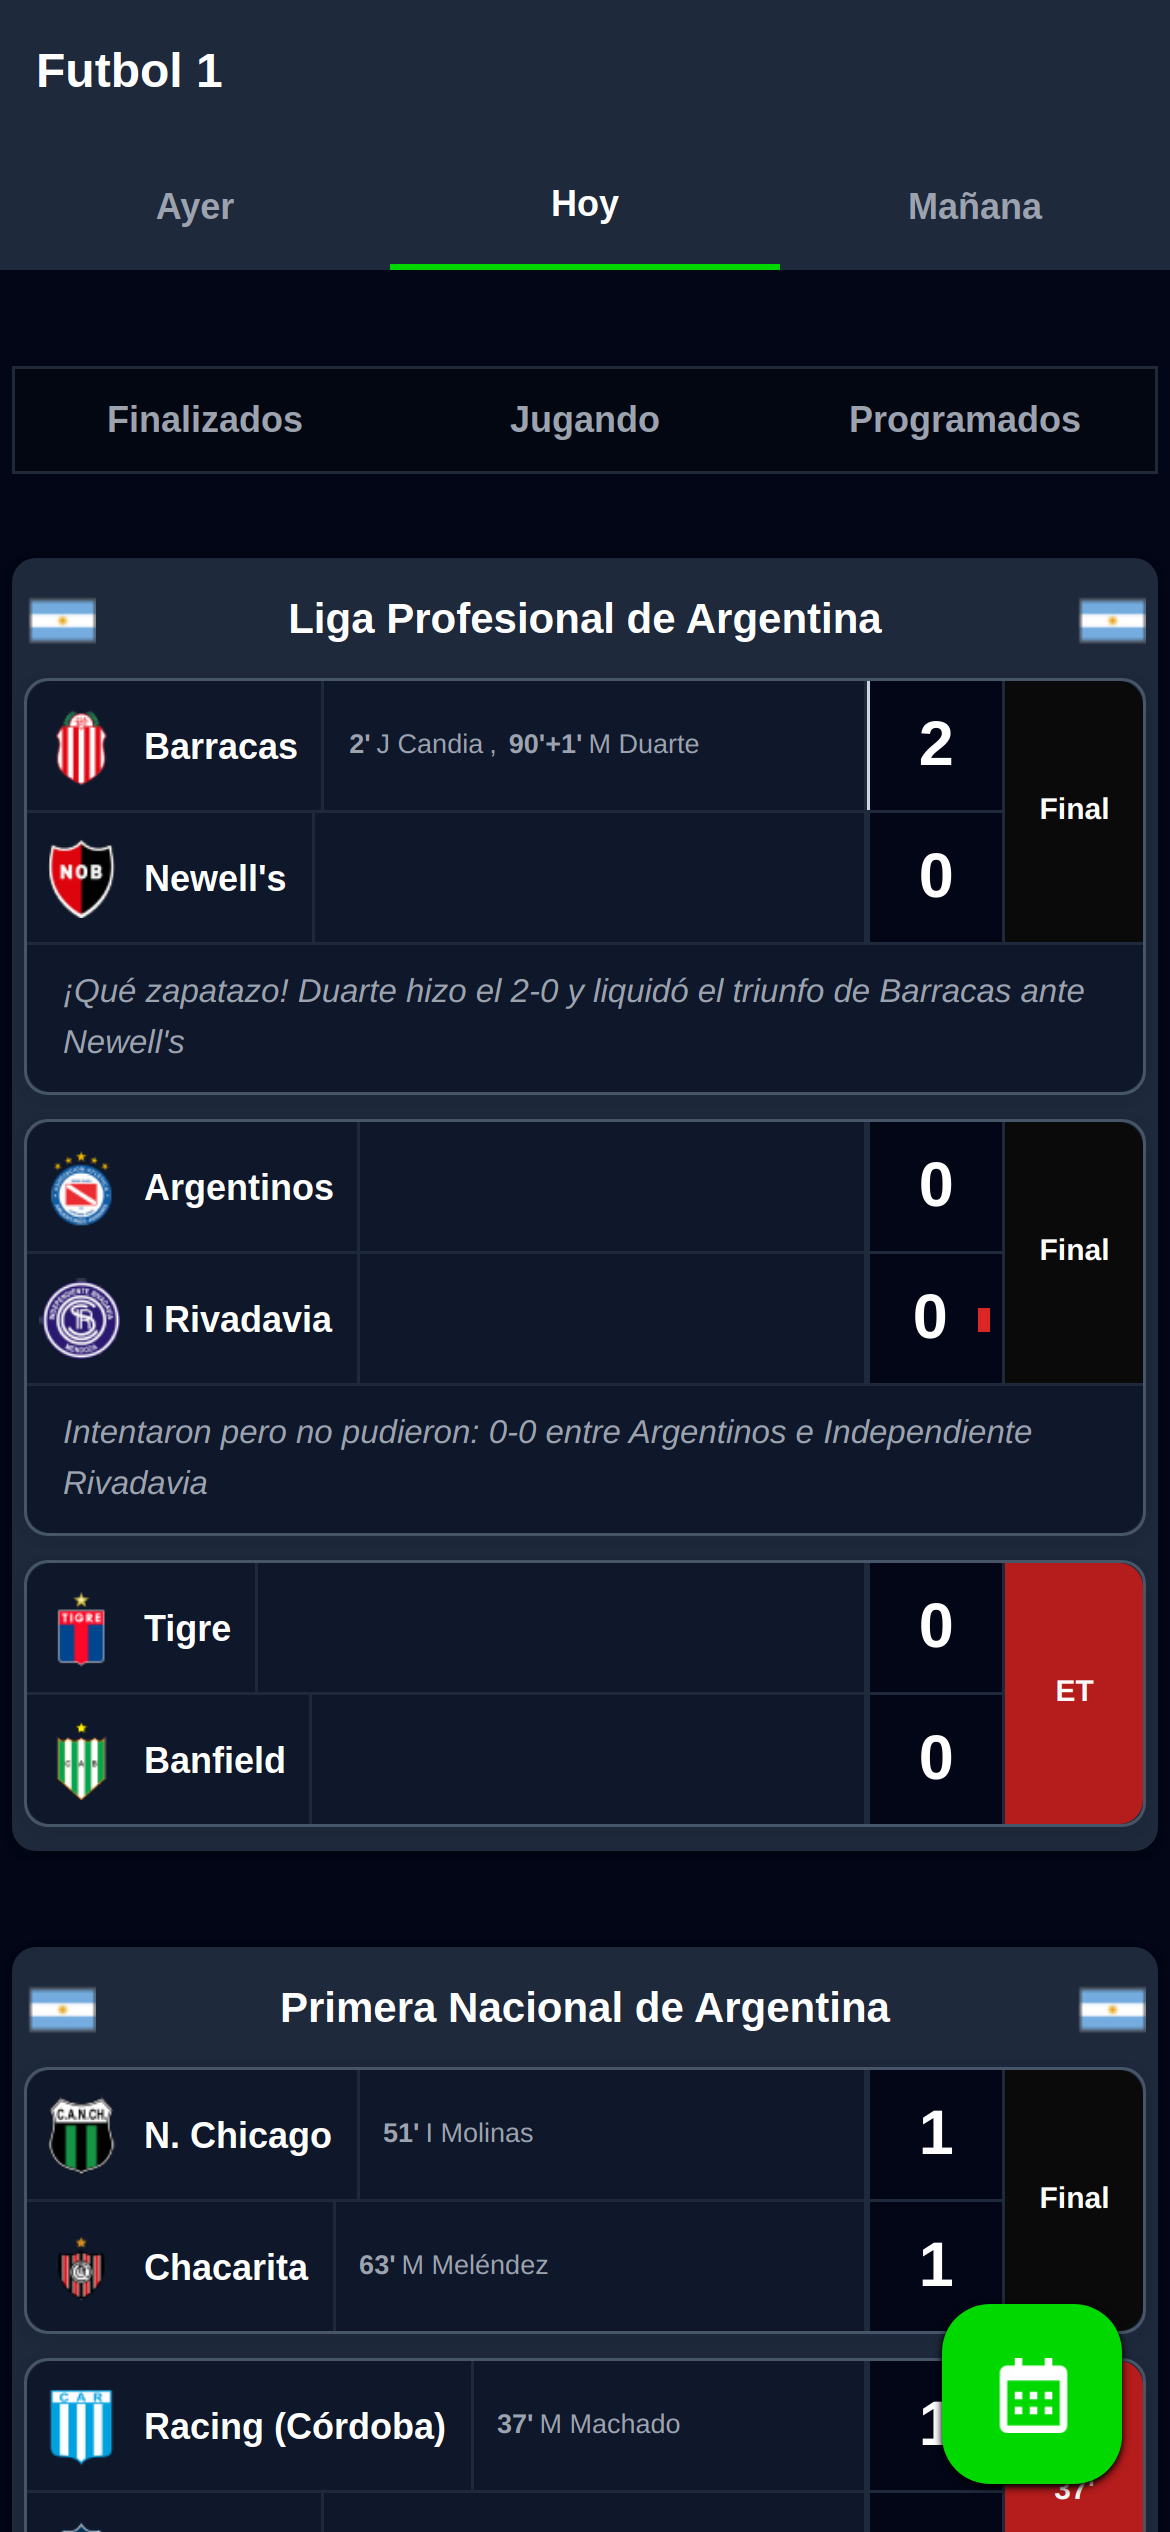 Futbol 1
Ayer
Hoy
Mañana
Finalizados
Jugando
Programados
Liga Profesional de Argentina
Barracas
2' J Candia , 90'+1' M Duarte
2
Final
NOB
Newell's
0
¡Qué zapatazo! Duarte hizo el 2-0 y liquidó el triunfo de Barracas ante
Newell's
Argentinos
0
Final
I Rivadavia
0
Intentaron pero no pudieron: 0-0 entre Argentinos e Independiente
Rivadavia
TIGRE
Tigre
0
ET
Banfield
0
Primera Nacional de Argentina
C.A.N.CH.
N. Chicago
51' I Molinas
1
Final
Chacarita
63' M Meléndez
1
C A R
Racing (Córdoba)
37' M Machado
1
37'